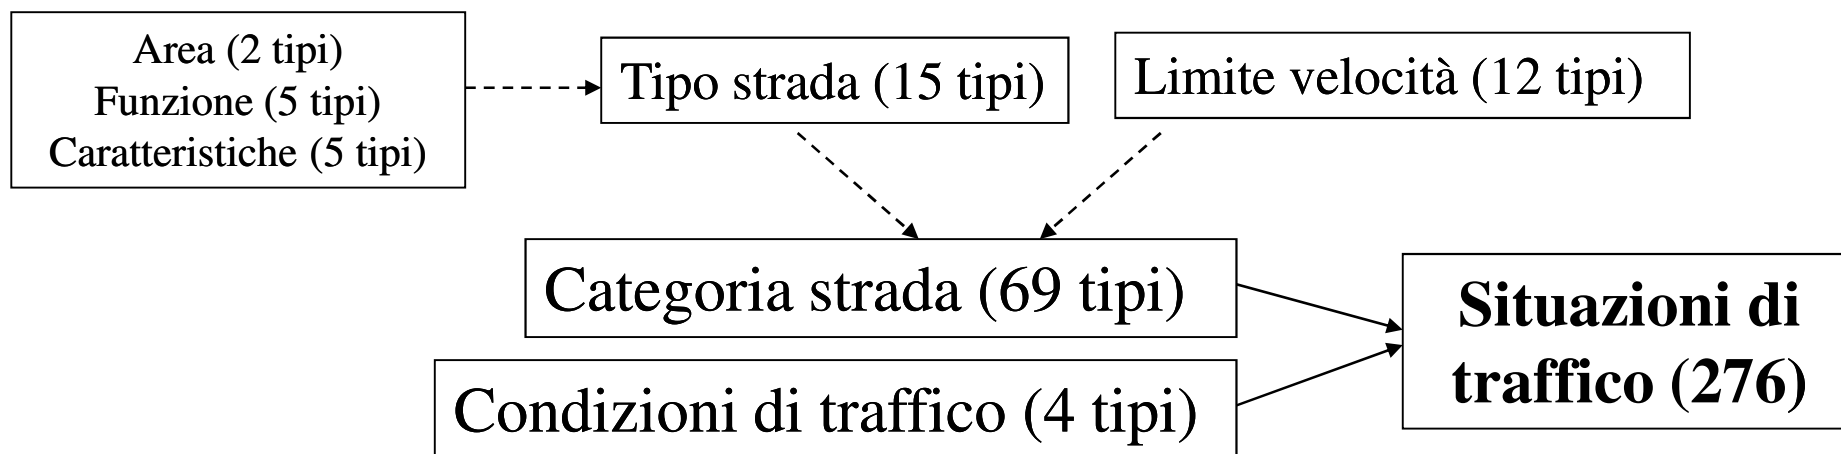 Area (2 tipi)
Funzione (5 tipi)
Caratteristiche (5 tipi)
Tipo strada (15 tipi)
Limite velocità (12 tipi)
Categoria strada (69 tipi)
Condizioni di traffico (4 tipi)
Situazioni di
traffico (276)